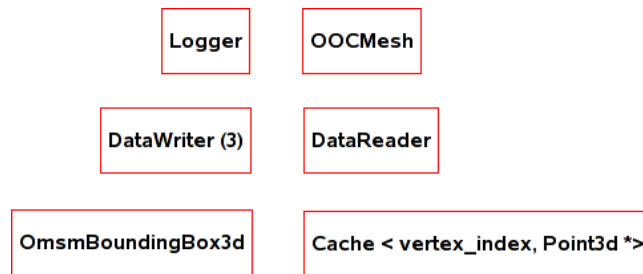 Logger
OOCMesh
DataWriter (3)
DataReader
OmsmBoundingBox3d
Cache < vertex_index, Point3d *>